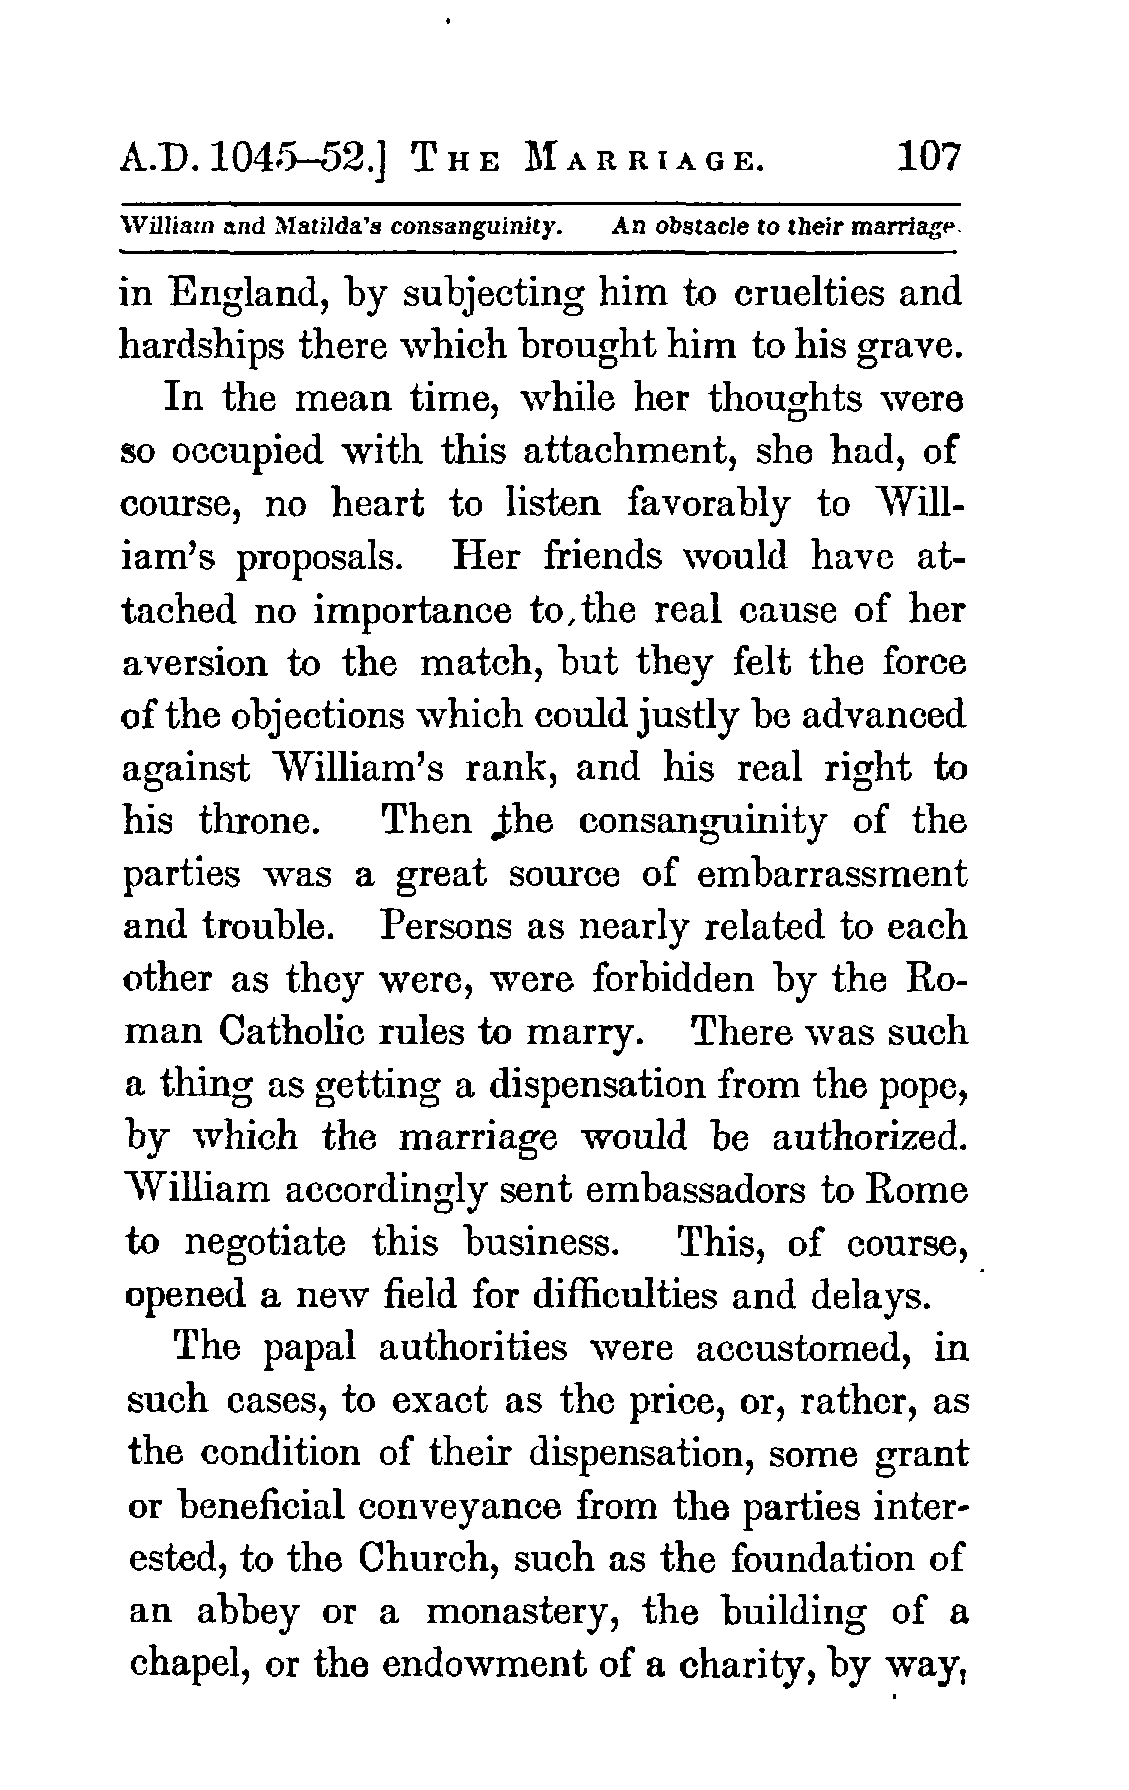 A.D. 1045–52.] THE MARRIAGE. 107
William and Matilda's consanguinity. An obstacle to their marriage.
in England, by subjecting him to cruelties and
hardships there which brought him to his grave.
In the mean time, while her thoughts were
so occupied with this attachment, she had, of
course, no heart to listen favorably to Will-
iam's proposals. Her friends would have at-
tached no importance to the real cause of her
aversion to the match, but they felt the force
of the objections which could justly be advanced
against William's rank, and his real right to
his throne. Then the consanguinity of the
parties was a great source of embarrassment
and trouble. Persons as nearly related to each
other as they were, were forbidden by the Ro-
man Catholic rules to marry. There was such
a thing as getting a dispensation from the pope,
by which the marriage would be authorized.
William accordingly sent embassadors to Rome
to negotiate this business. This, of course,
opened a new field for difficulties and delays.
The papal authorities were accustomed, in
such cases, to exact as the price, or, rather, as
the condition of their dispensation, some grant
or beneficial conveyance from the parties inter-
ested, to the Church, such as the foundation of
an abbey or a monastery, the building of a
chapel, or the endowment of a charity, by way,